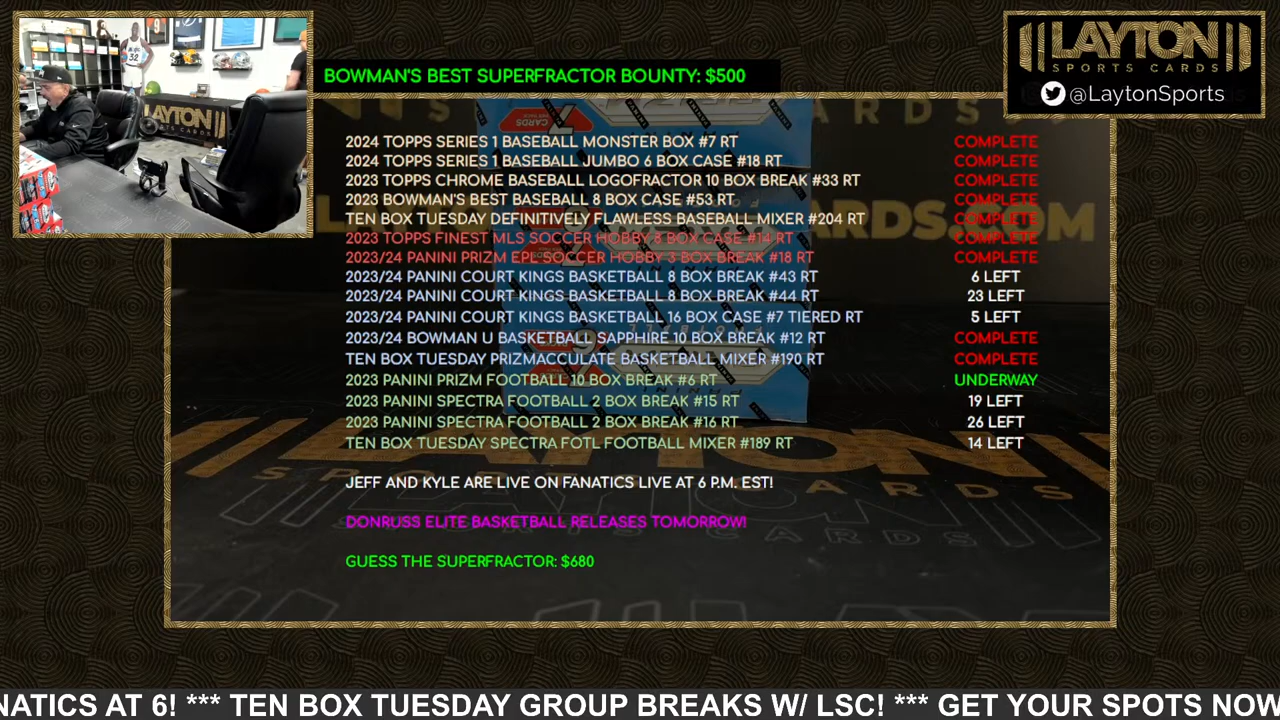 BOWMAN'S BEST SUPERFRACTOR BOUNTY: $500
LAYTON
SPORTS CARDS
@LaytonSports
2024 TOPPS SERIES 1 BASEBALL MONSTER BOX #7 RT COMPLETE
2024 TOPPS SERIES 1 BASEBALL JUMBO 6 BOX CASE #18 RT COMPLETE
2023 TOPPS CHROME BASEBALL LOGOFRACTOR 10 BOX BREAK #33 RT COMPLETE
2023 BOWMAN'S BEST BASEBALL 8 BOX CASE #53 RT COMPLETE
TEN BOX TUESDAY DEFINITIVELY FLAWLESS BASEBALL MIXER #204 RT COMPLETE
2023 TOPPS FINEST MLS SOCCER HOBBY 8 BOX CASE #14 RT COMPLETE
2023/24 PANINI PRIZM EPL SOCCER HOBBY 3 BOX BREAK #18 RT COMPLETE
2023/24 PANINI COURT KINGS BASKETBALL 8 BOX BREAK #43 RT 6 LEFT
2023/24 PANINI COURT KINGS BASKETBALL 8 BOX BREAK #44 RT 23 LEFT
2023/24 PANINI COURT KINGS BASKETBALL 16 BOX CASE #7 TIERED RT 5 LEFT
2023/24 BOWMAN U BASKETBALL SAPPHIRE 10 BOX BREAK #12 RT COMPLETE
TEN BOX TUESDAY PRIZMACCULATE BASKETBALL MIXER #190 RT COMPLETE
2023 PANINI PRIZM FOOTBALL 10 BOX BREAK #6 RT UNDERWAY
2023 PANINI SPECTRA FOOTBALL 2 BOX BREAK #15 RT 19 LEFT
2023 PANINI SPECTRA FOOTBALL 2 BOX BREAK #16 RT 26 LEFT
TEN BOX TUESDAY SPECTRA FOTL FOOTBALL MIXER #189 RT 14 LEFT
JEFF AND KYLE ARE LIVE ON FANATICS LIVE AT 6 P.M. EST!
DONRUSS ELITE BASKETBALL RELEASES TOMORROW!
GUESS THE SUPERFRACTOR: $680
NATICS AT 6! *** TEN BOX TUESDAY GROUP BREAKS W/ LSC! *** GET YOUR SPOTS NOW